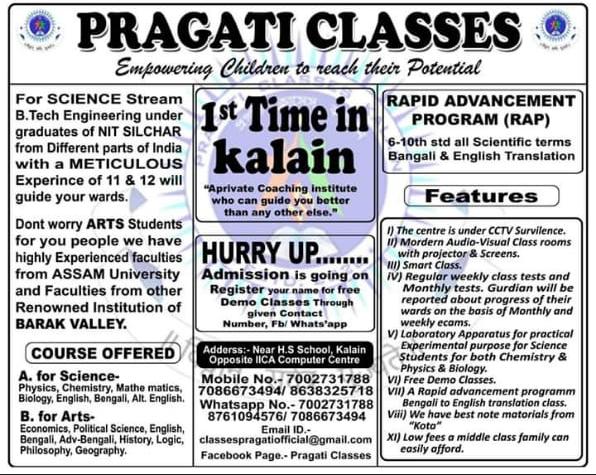 PRAGATI CLASSES
Empowering Children to reach their Potential
For SCIENCE Stream
B.Tech Engineering under
graduates of NIT SILCHAR
from Different parts of India
with a METICULOUS
Experince of 11 & 12 will
guide your wards.
Dont worry ARTS Students
for you people we have
highly Experienced faculties
from ASSAM University
and Faculties from other
Renowned Institution of
BARAK VALLEY.
COURSE OFFERED
A. for Science-
Physics, Chemistry, Mathe matics,
Biology, English, Bengali, Alt. English.
B. for Arts-
Economics, Political Science, English,
Bengali, Adv-Bengali, History, Logic,
Philosophy, Geography.
1st Time in
kalain
"Aprivate Coaching institute
who can guide you better
than any other else."
HURRY UP........
Admission is going on
Register your name for free
Demo Classes Through
given Contact
Number, Fb/ Whats'app
Adderss:- Near H.S School, Kalain
Opposite IICA Computer Centre
Mobile No.- 7002731788
7086673494/ 8638325718
Whatsapp No.- 7002731788
8761094576/ 7086673494
Email ID.-
classespragatiofficial@gmail.com
Facebook Page.- Pragati Classes
RAPID ADVANCEMENT
PROGRAM (RAP)
6-10th std all Scientific terms
Bangali & English Translation
Features
I) The centre is under CCTV Survilence.
II) Mordern Audio-Visual Class rooms
with projector & Screens.
III) Smart Class.
IV) Regular weekly class tests and
Monthly tests. Gurdian will be
reported about progress of their
wards on the basis of Monthly and
weekly ecams.
V) Laboratory Apparatus for practical
Experimental purpose for Science
Students for both Chemistry &
Physics & Biology.
VI) Free Demo Classes.
VII) A Rapid advancement programm
Bengali to English translation class.
Viii) We have best note matorials from
"Kota"
XI) Low fees a middle class family can
easily afford.